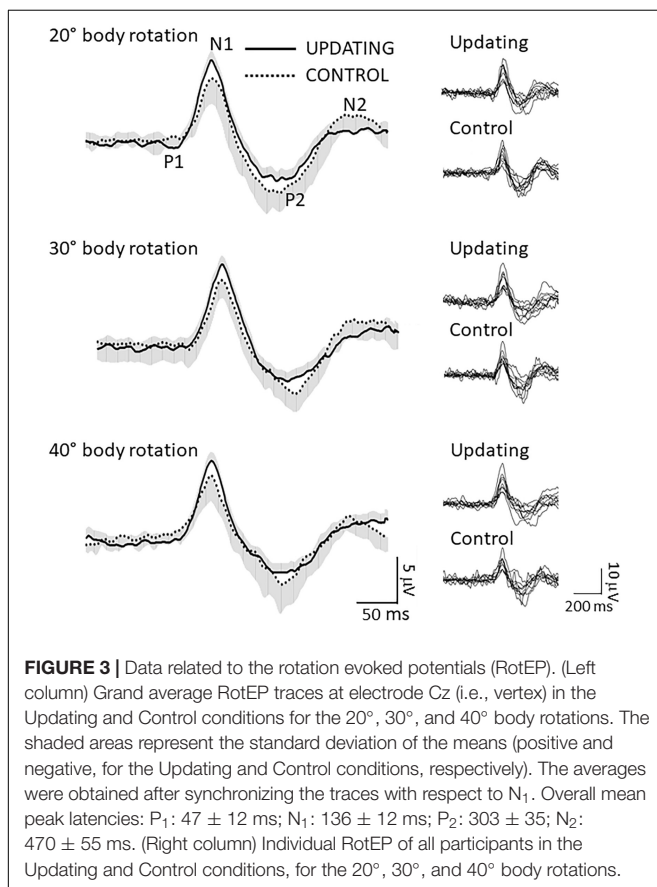 20° body rotation
N1
UPDATING
CONTROL
N2
P1
P2
Updating
Control
30° body rotation
Updating
Control
40° body rotation
Updating
Control
5 µV
50 ms
10 µV
200 ms
FIGURE 3 | Data related to the rotation evoked potentials (RotEP). (Left
column) Grand average RotEP traces at electrode Cz (i.e., vertex) in the
Updating and Control conditions for the 20°, 30°, and 40° body rotations. The
shaded areas represent the standard deviation of the means (positive and
negative, for the Updating and Control conditions, respectively). The averages
were obtained after synchronizing the traces with respect to N₁. Overall mean
peak latencies: P₁: 47 ± 12 ms; N₁: 136 ± 12 ms; P₂: 303 ± 35; N₂:
470 ± 55 ms. (Right column) Individual RotEP of all participants in the
Updating and Control conditions, for the 20°, 30°, and 40° body rotations.